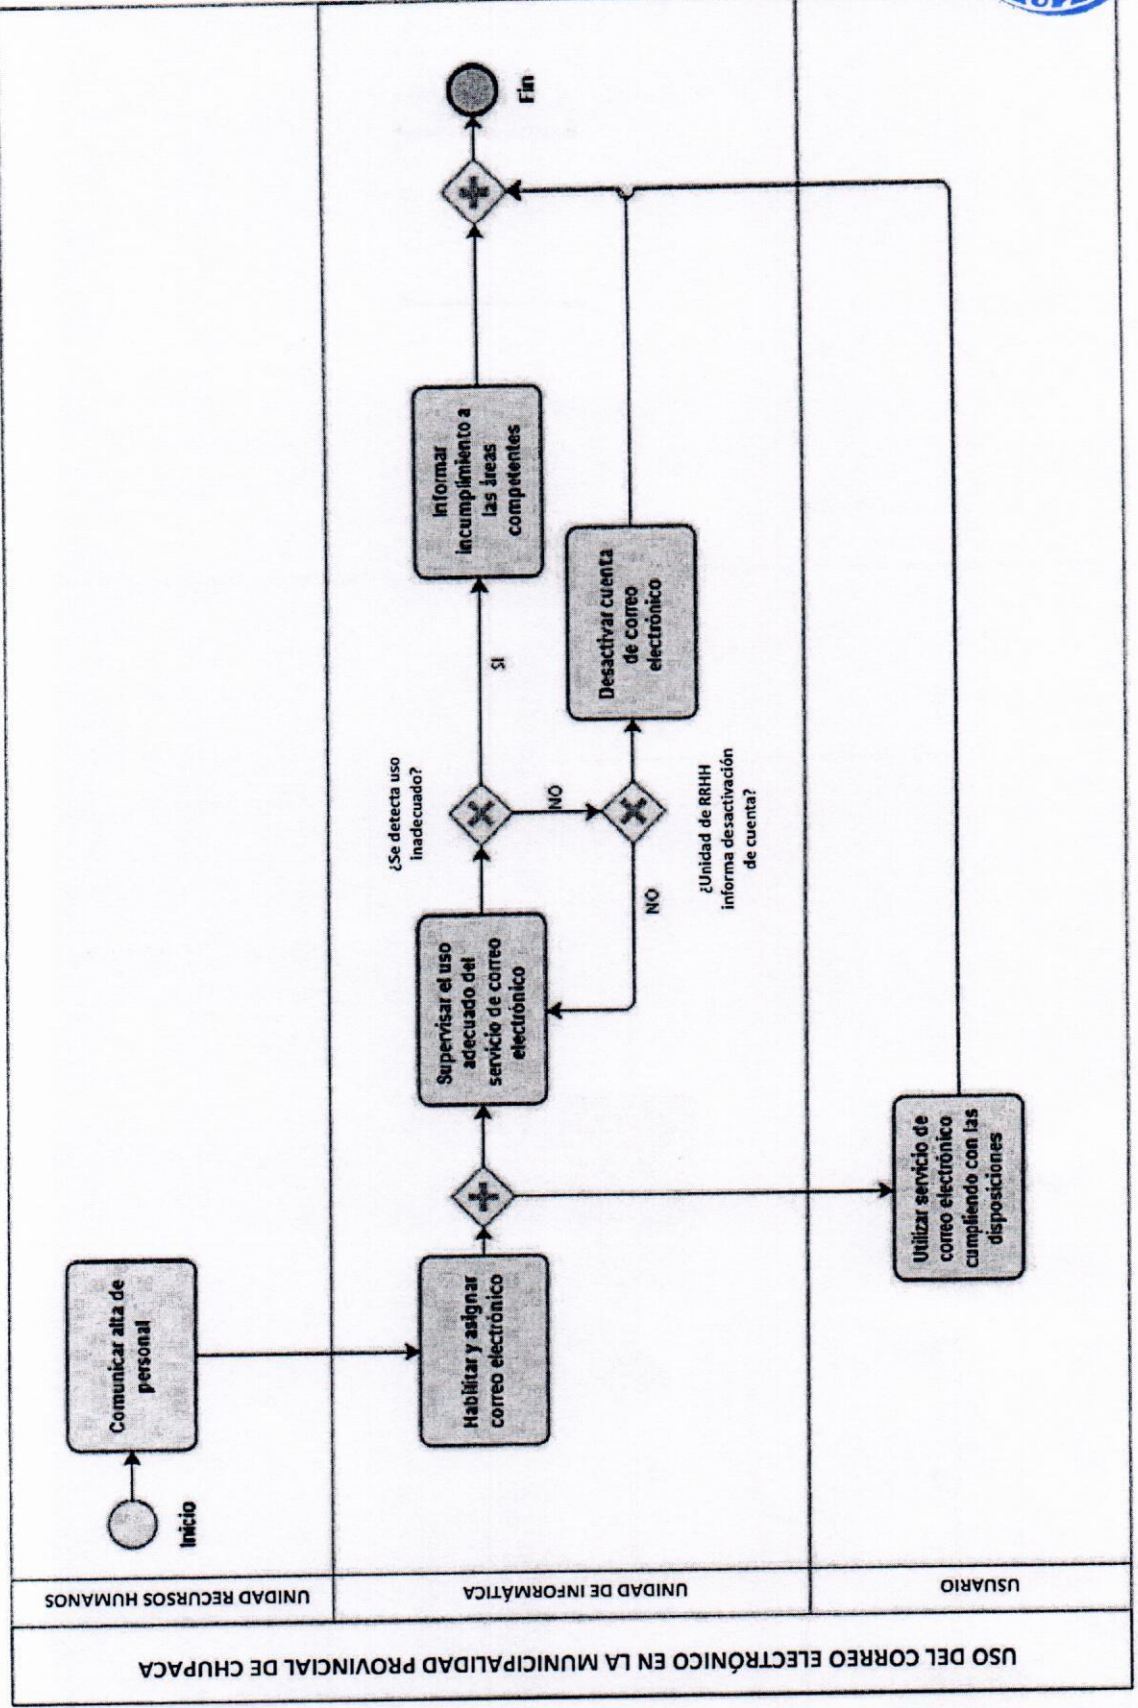 USO DEL CORREO ELECTRÓNICO EN LA MUNICIPALIDAD PROVINCIAL DE CHUPACA
UNIDAD RECURSOS HUMANOS
Inicio
Comunicar alta de
personal
UNIDAD DE INFORMÁTICA
Habilitar y asignar
correo electrónico
Supervisar el uso
adecuado del
servicio de correo
electrónico
¿Se detecta uso
inadecuado?
SI
NO
Informar
incumplimiento a
las áreas
competentes
¿Unidad de RRHH
informa desactivación
de cuenta?
NO
Desactivar cuenta
de correo
electrónico
Fin
USUARIO
Utilizar servicio de
correo electrónico
cumpliendo con las
disposiciones